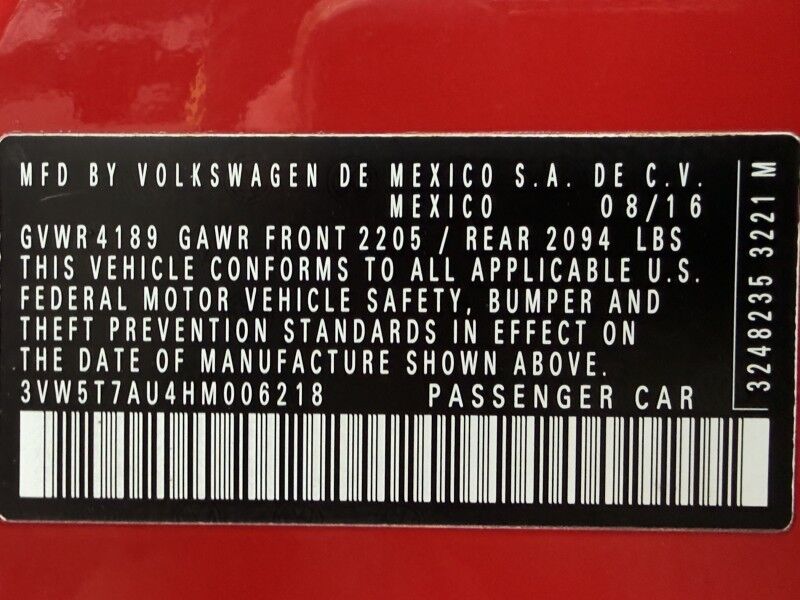 MFD BY VOLKSWAGEN DE MEXICO S.A. DE C.V.
MEXICO 08/16
GVWR 4189 GAWR FRONT 2205 / REAR 2094 LBS
THIS VEHICLE CONFORMS TO ALL APPLICABLE U.S.
FEDERAL MOTOR VEHICLE SAFETY, BUMPER AND
THEFT PREVENTION STANDARDS IN EFFECT ON
THE DATE OF MANUFACTURE SHOWN ABOVE.
3VW5T7AU4HM006218 PASSENGER CAR
3248235 3221 M